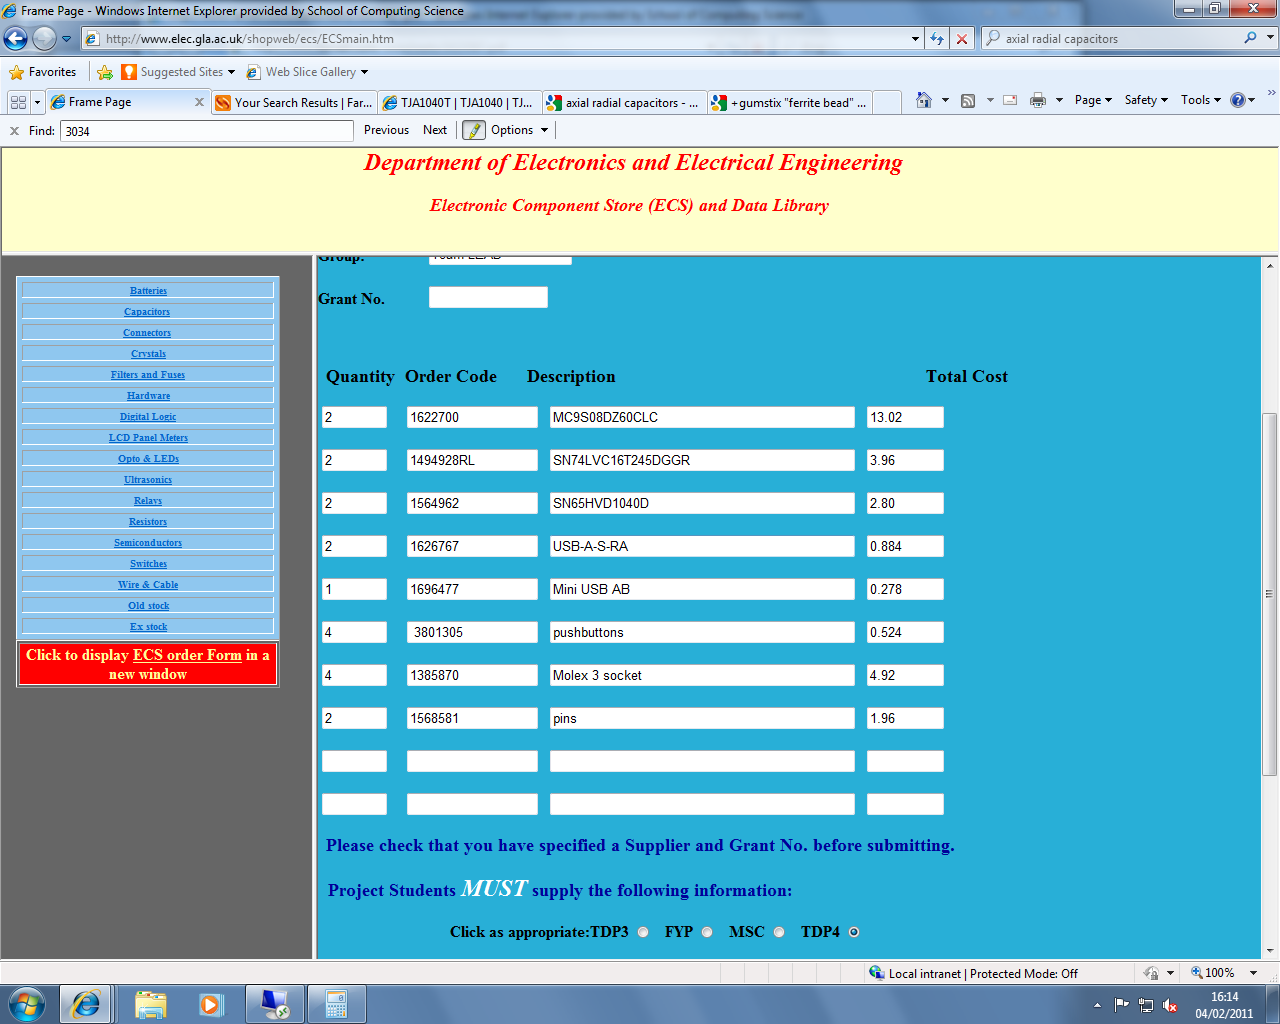 Frame Page - Windows Internet Explorer provided by School of Computing Science
http://www.elec.gla.ac.uk/shopweb/ecs/ECSmain.htm
axial radial capacitors
Favorites
Suggested Sites
Web Slice Gallery
Frame Page
Your Search Results | Far...
TJA1040T | TJA1040 | TJ...
axial radial capacitors - ...
+gumstix "ferrite bead" ...
Page
Safety
Tools
Find: 3034
Previous
Next
Options
Department of Electronics and Electrical Engineering
Electronic Component Store (ECS) and Data Library
Batteries
Capacitors
Connectors
Crystals
Filters and Fuses
Hardware
Digital Logic
LCD Panel Meters
Opto & LEDs
Ultrasonics
Relays
Resistors
Semiconductors
Switches
Wire & Cable
Old stock
Ex stock
Click to display ECS order Form in a
new window
Group: Team LEAD
Grant No.
Quantity Order Code Description Total Cost
2 1622700 MC9S08DZ60CLC 13.02
2 1494928RL SN74LVC16T245DGGR 3.96
2 1564962 SN65HVD1040D 2.80
2 1626767 USB-A-S-RA 0.884
1 1696477 Mini USB AB 0.278
4 3801305 pushbuttons 0.524
4 1385870 Molex 3 socket 4.92
2 1568581 pins 1.96
Please check that you have specified a Supplier and Grant No. before submitting.
Project Students MUST supply the following information:
Click as appropriate:TDP3 FYP MSC TDP4
Local intranet | Protected Mode: Off
100%
16:14
04/02/2011